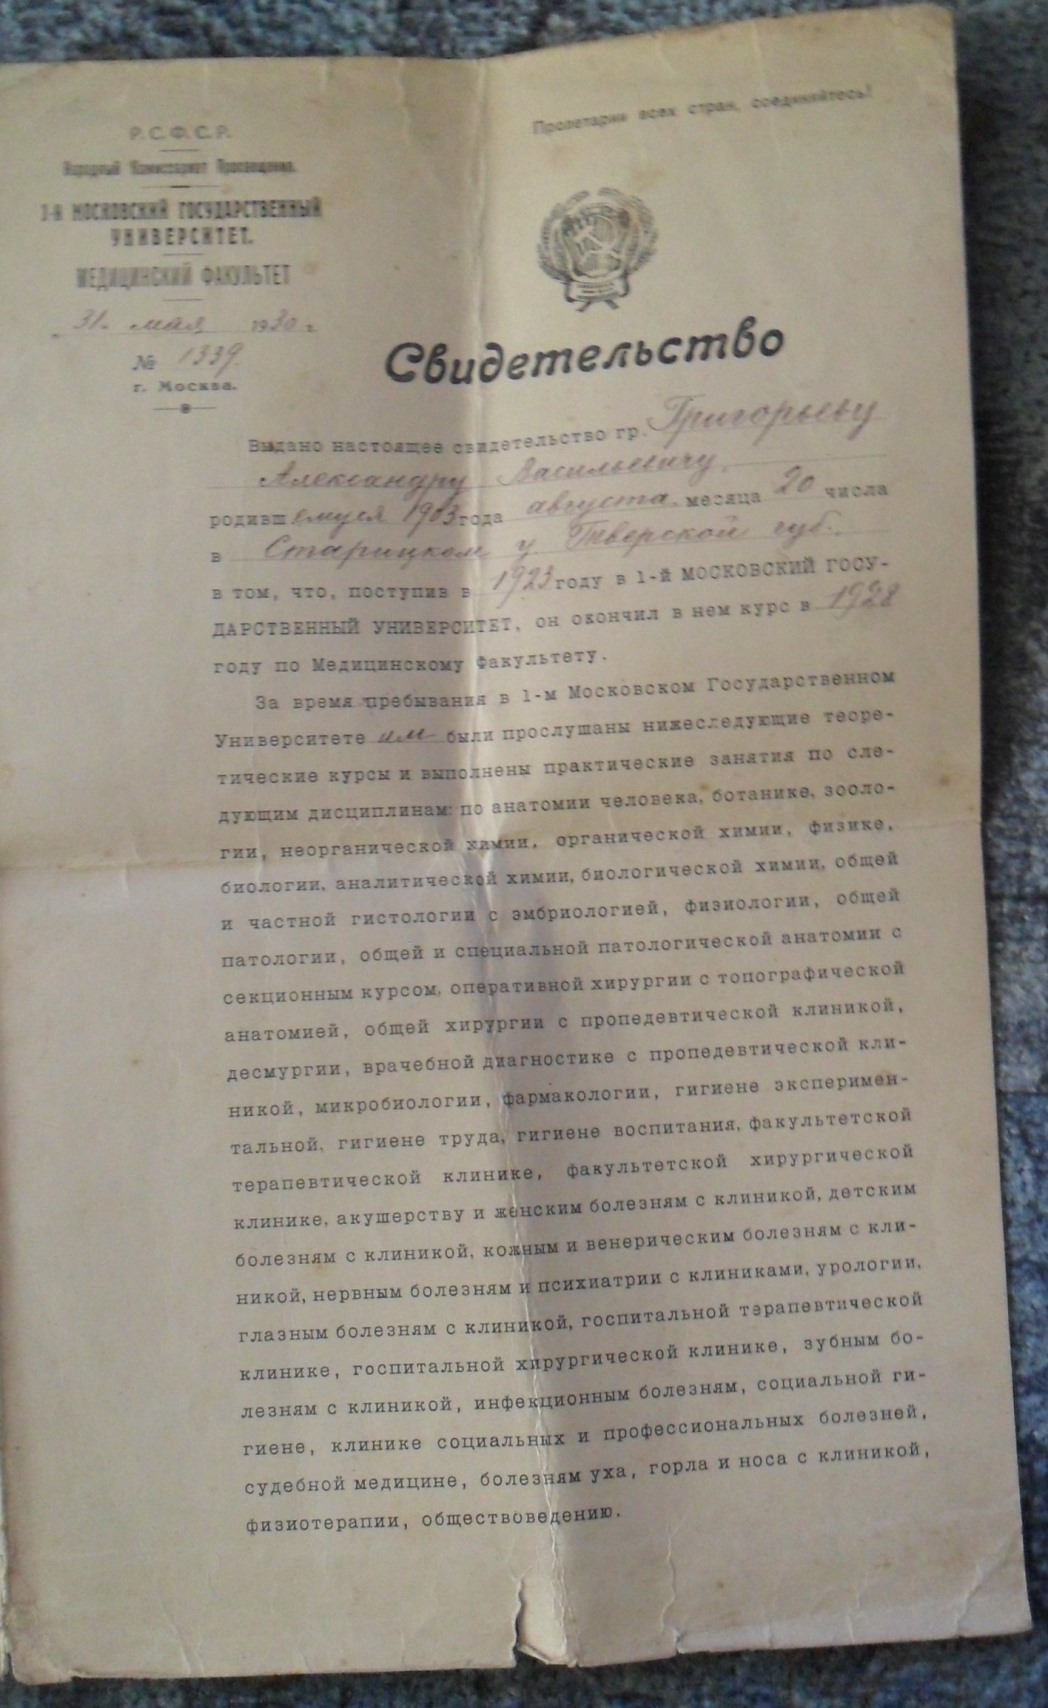 Р.С.Ф.С.Р.
Народный Комиссариат Просвещения.
1-й МОСКОВСКИЙ ГОСУДАРСТВЕННЫЙ
УНИВЕРСИТЕТ.
МЕДИЦИНСКИЙ ФАКУЛЬТЕТ
„31“ мая 1930 г.
№ 1339.
г. Москва.
Пролетарии всех стран, соединяйтесь!
Свидетельство
Выдано настоящее свидетельство гр. Григорьеву
Александру Васильевичу
родившемуся 1903 года августа месяца 20 числа
в Старицком у Тверской губ.
в том, что, поступив в 1923 году в 1-й МОСКОВСКИЙ ГОСУ-
ДАРСТВЕННЫЙ УНИВЕРСИТЕТ, он окончил в нем курс в 1928
году по Медицинскому факультету.
За время пребывания в 1-м Московском Государственном
Университете им были прослушаны нижеследующие теоре-
тические курсы и выполнены практические занятия по сле-
дующим дисциплинам: по анатомии человека, ботанике, зооло-
гии, неорганической химии, органической химии, физике,
биологии, аналитической химии, биологической химии, общей
и частной гистологии с эмбриологией, физиологии, общей
патологии, общей и специальной патологической анатомии с
секционным курсом, оперативной хирургии с топографической
анатомией, общей хирургии с пропедевтической клиникой,
десмургии, врачебной диагностике с пропедевтической кли-
никой, микробиологии, фармакологии, гигиене эксперимен-
тальной, гигиене труда, гигиене воспитания, факультетской
терапевтической клинике, факультетской хирургической
клинике, акушерству и женским болезням с клиникой, детским
болезням с клиникой, кожным и венерическим болезням с кли-
никой, нервным болезням и психиатрии с клиниками, урологии,
глазным болезням с клиникой, госпитальной терапевтической
клинике, госпитальной хирургической клинике, зубным бо-
лезням с клиникой, инфекционным болезням, социальной ги-
гиене, клинике социальных и профессиональных болезней,
судебной медицине, болезням уха, горла и носа с клиникой,
физиотерапии, обществоведению.